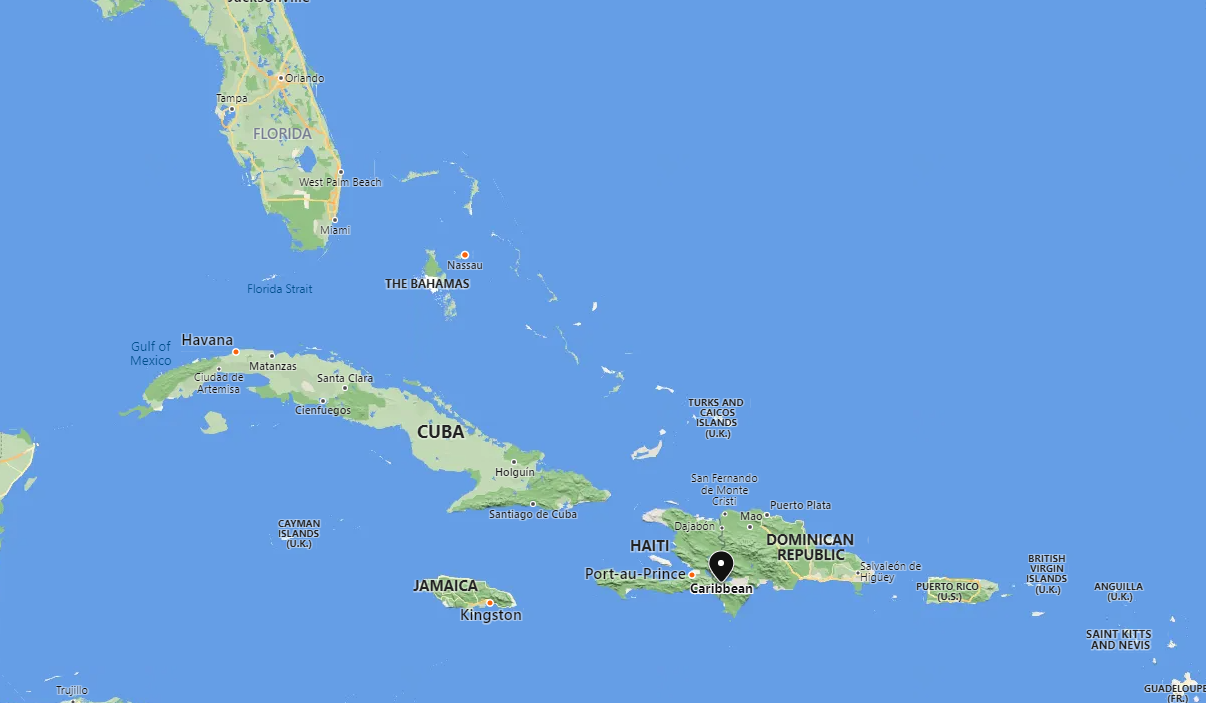 Jacksonville
Orlando
Tampa
FLORIDA
West Palm Beach
Miami
Nassau
THE BAHAMAS
Florida Strait
Gulf of
Mexico
Havana
Matanzas
Ciudad de
Artemisa
Santa Clara
Cienfuegos
CUBA
Holguín
Santiago de Cuba
TURKS AND
CAICOS
ISLANDS
(U.K.)
CAYMAN
ISLANDS
(U.K.)
San Fernando
de Monte
Cristi
Puerto Plata
Mao
Dajabón
HAITI
DOMINICAN
REPUBLIC
Port-au-Prince
Caribbean
Salvaleón de
Higüey
JAMAICA
Kingston
PUERTO RICO
(U.S.)
BRITISH
VIRGIN
ISLANDS
(U.K.)
ANGUILLA
(U.K.)
SAINT KITTS
AND NEVIS
GUADELOUPE
(FR.)
Trujillo